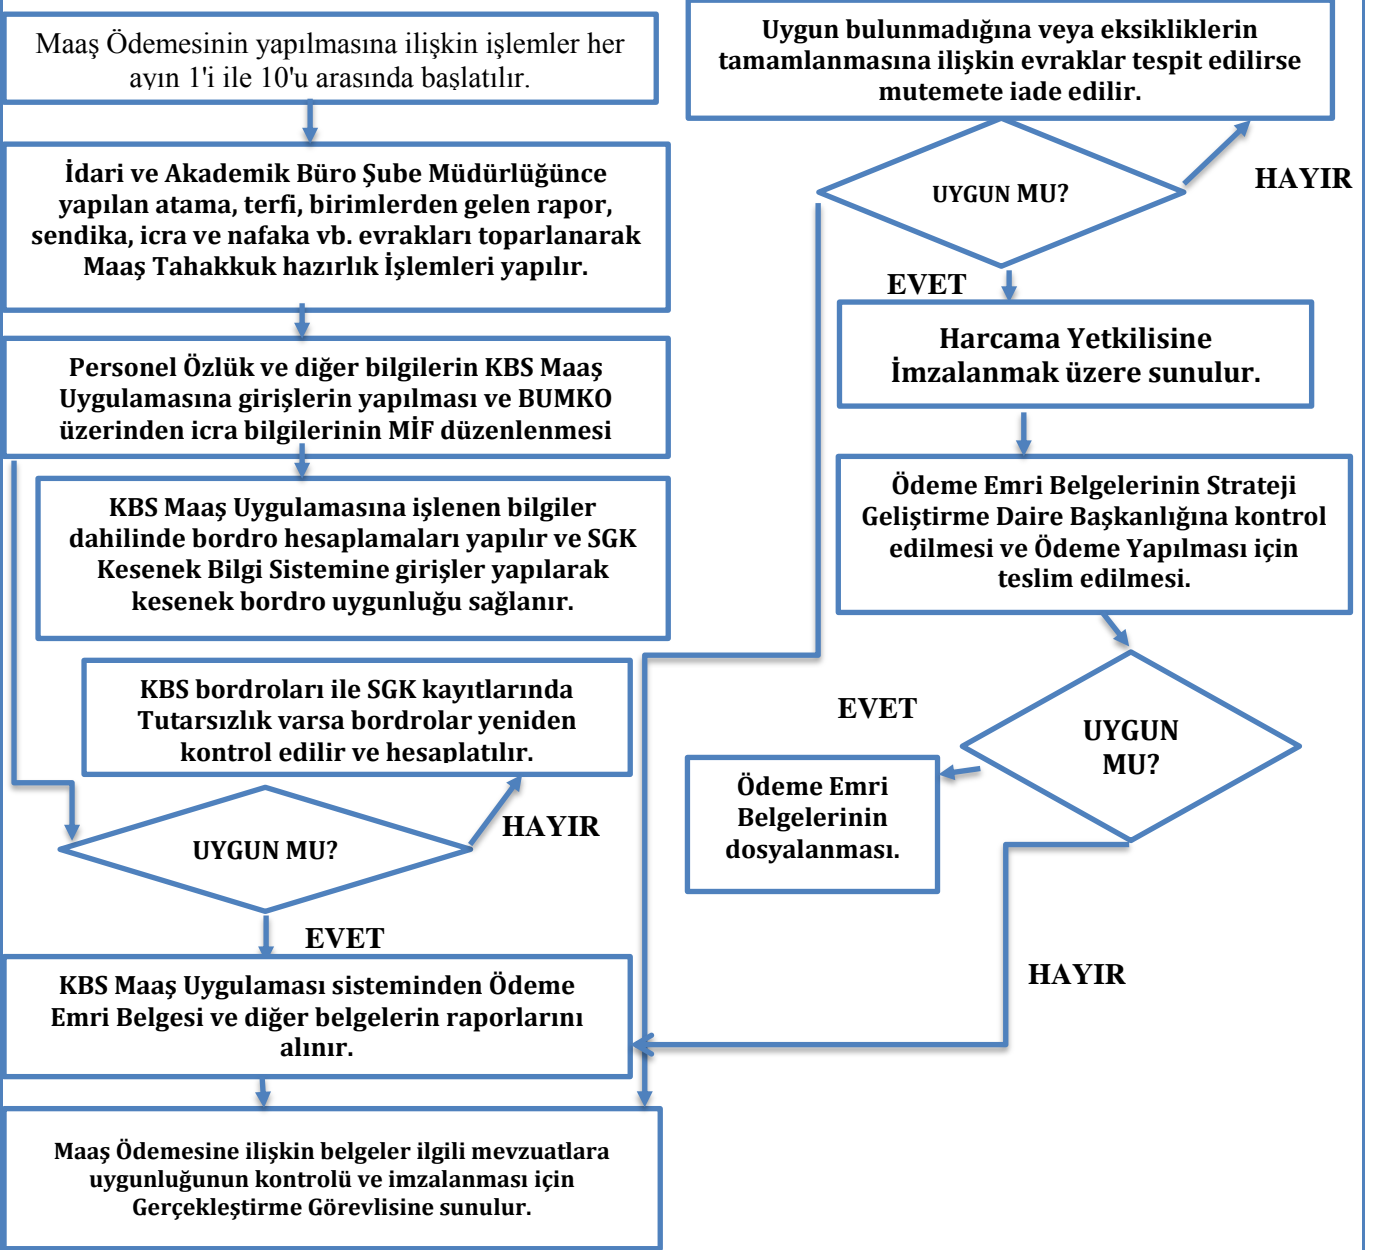 Maaş Ödemesinin yapılmasına ilişkin işlemler her
ayın 1'i ile 10'u arasında başlatılır.
İdari ve Akademik Büro Şube Müdürlüğünce
yapılan atama, terfi, birimlerden gelen rapor,
sendika, icra ve nafaka vb. evrakları toparlanarak
Maaş Tahakkuk hazırlık İşlemleri yapılır.
Personel Özlük ve diğer bilgilerin KBS Maaş
Uygulamasına girişlerin yapılması ve BUMKO
üzerinden icra bilgilerinin MİF düzenlenmesi
KBS Maaş Uygulamasına işlenen bilgiler
dahilinde bordro hesaplamaları yapılır ve SGK
Kesenek Bilgi Sistemine girişler yapılarak
kesenek bordro uygunluğu sağlanır.
KBS bordroları ile SGK kayıtlarında
Tutarsızlık varsa bordrolar yeniden
kontrol edilir ve hesaplatılır.
HAYIR
UYGUN MU?
EVET
KBS Maaş Uygulaması sisteminden Ödeme
Emri Belgesi ve diğer belgelerin raporlarını
alınır.
Maaş Ödemesine ilişkin belgeler ilgili mevzuatlara
uygunluğunun kontrolü ve imzalanması için
Gerçekleştirme Görevlisine sunulur.
Uygun bulunmadığına veya eksikliklerin
tamamlanmasına ilişkin evraklar tespit edilirse
mutemete iade edilir.
HAYIR
UYGUN MU?
EVET
Harcama Yetkilisine
İmzalanmak üzere sunulur.
Ödeme Emri Belgelerinin Strateji
Geliştirme Daire Başkanlığına kontrol
edilmesi ve Ödeme Yapılması için
teslim edilmesi.
EVET
UYGUN
MU?
Ödeme Emri
Belgelerinin
dosyalanması.
HAYIR